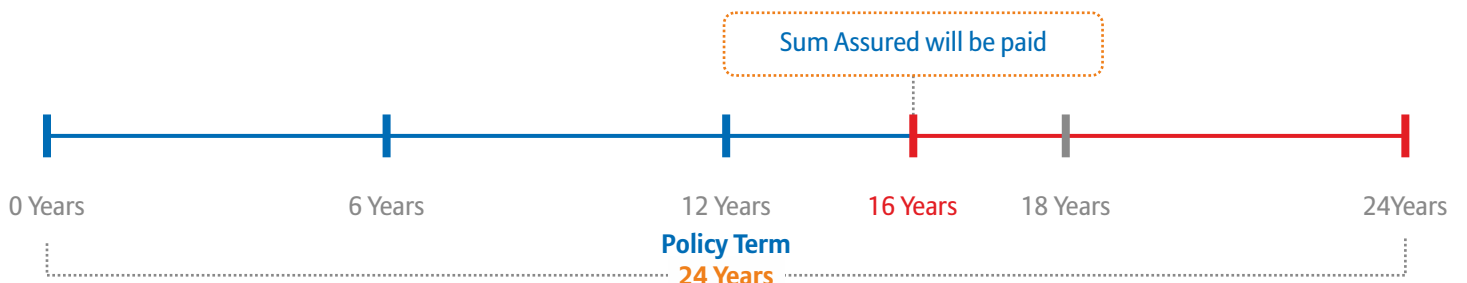 Sum Assured will be paid
0 Years 6 Years 12 Years 16 Years 18 Years 24Years
Policy Term
24 Years